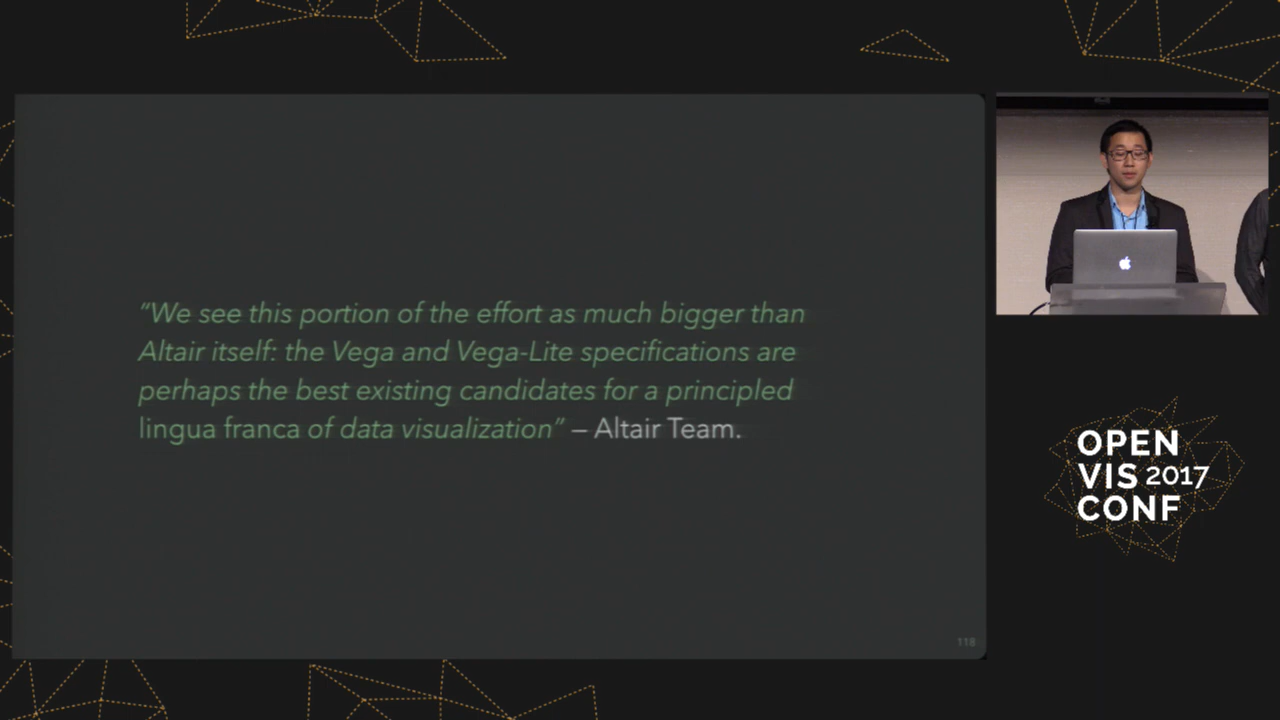 “We see this portion of the effort as much bigger than
Altair itself: the Vega and Vega-Lite specifications are
perhaps the best existing candidates for a principled
lingua franca of data visualization” – Altair Team.
118
OPEN
VIS 2017
CONF